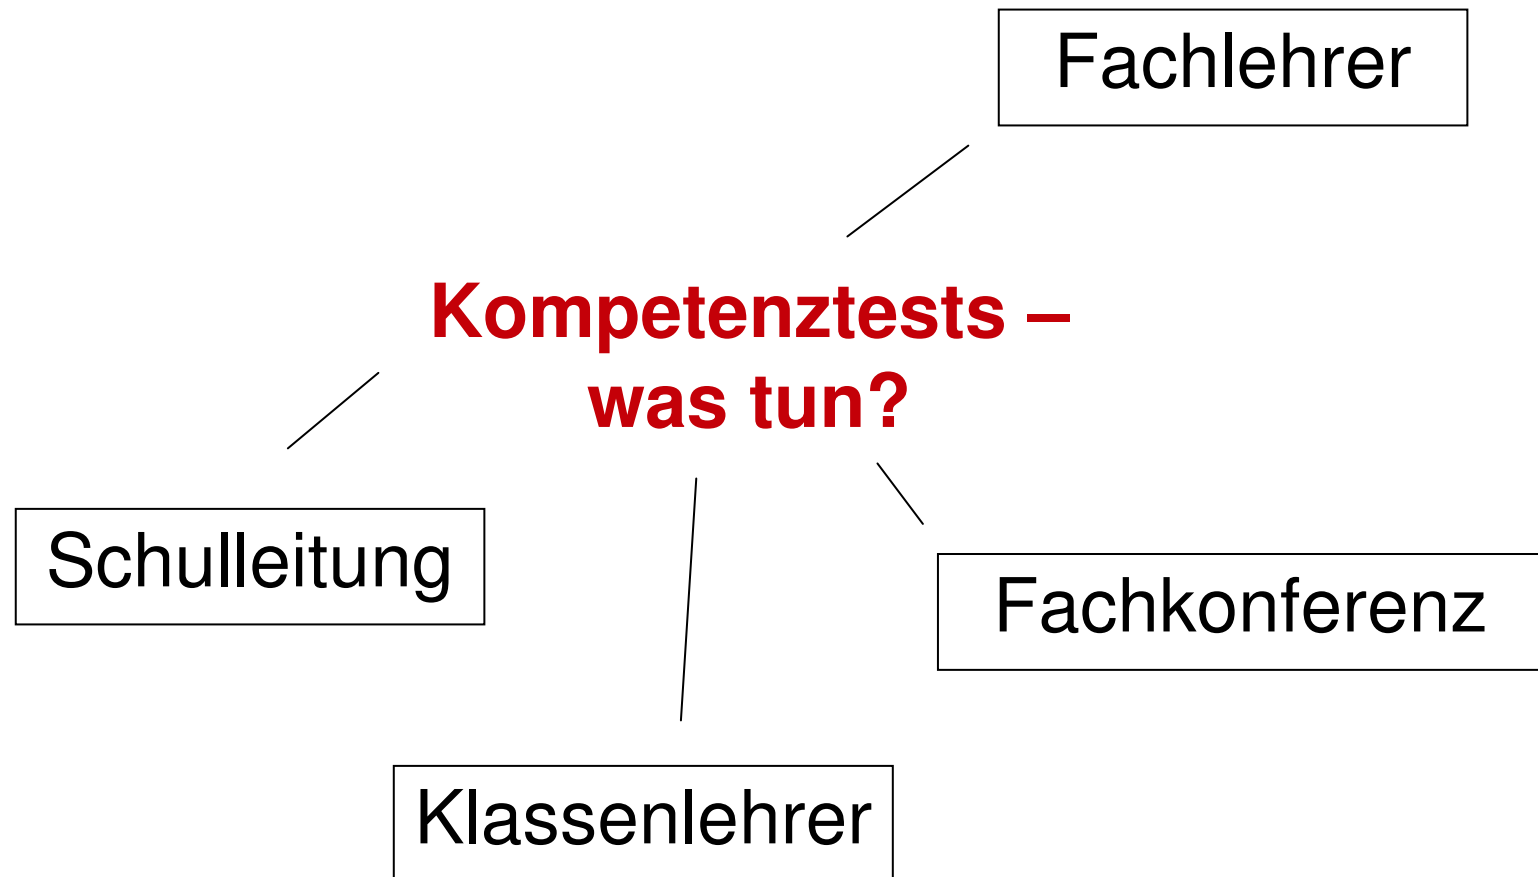 Fachlehrer
Kompetenztests –
was tun?
Schulleitung
Fachkonferenz
Klassenlehrer